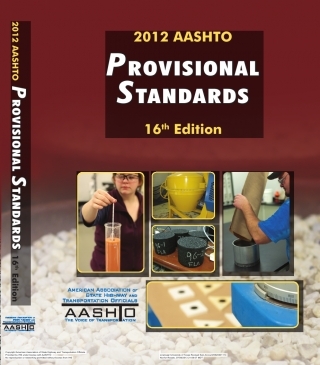 2012 AASHTO
PROVISIONAL
STANDARDS
16th Edition
2012 AASHTO PROVISIONAL STANDARDS 16th Edition
AMERICAN ASSOCIATION OF
STATE HIGHWAY AND
TRANSPORTATION OFFICIALS
AASHTO
THE VOICE OF TRANSPORTATION
AASHTO